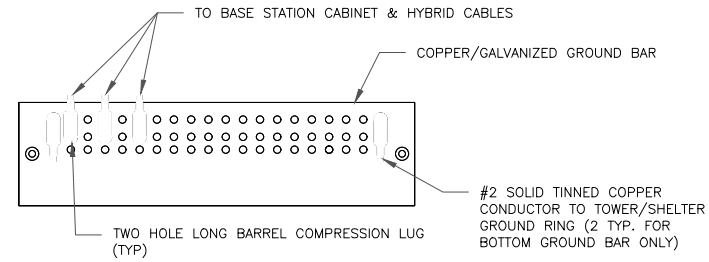 TO BASE STATION CABINET & HYBRID CABLES
COPPER/GALVANIZED GROUND BAR
#2 SOLID TINNED COPPER
CONDUCTOR TO TOWER/SHELTER
GROUND RING (2 TYP. FOR
BOTTOM GROUND BAR ONLY)
TWO HOLE LONG BARREL COMPRESSION LUG
(TYP)